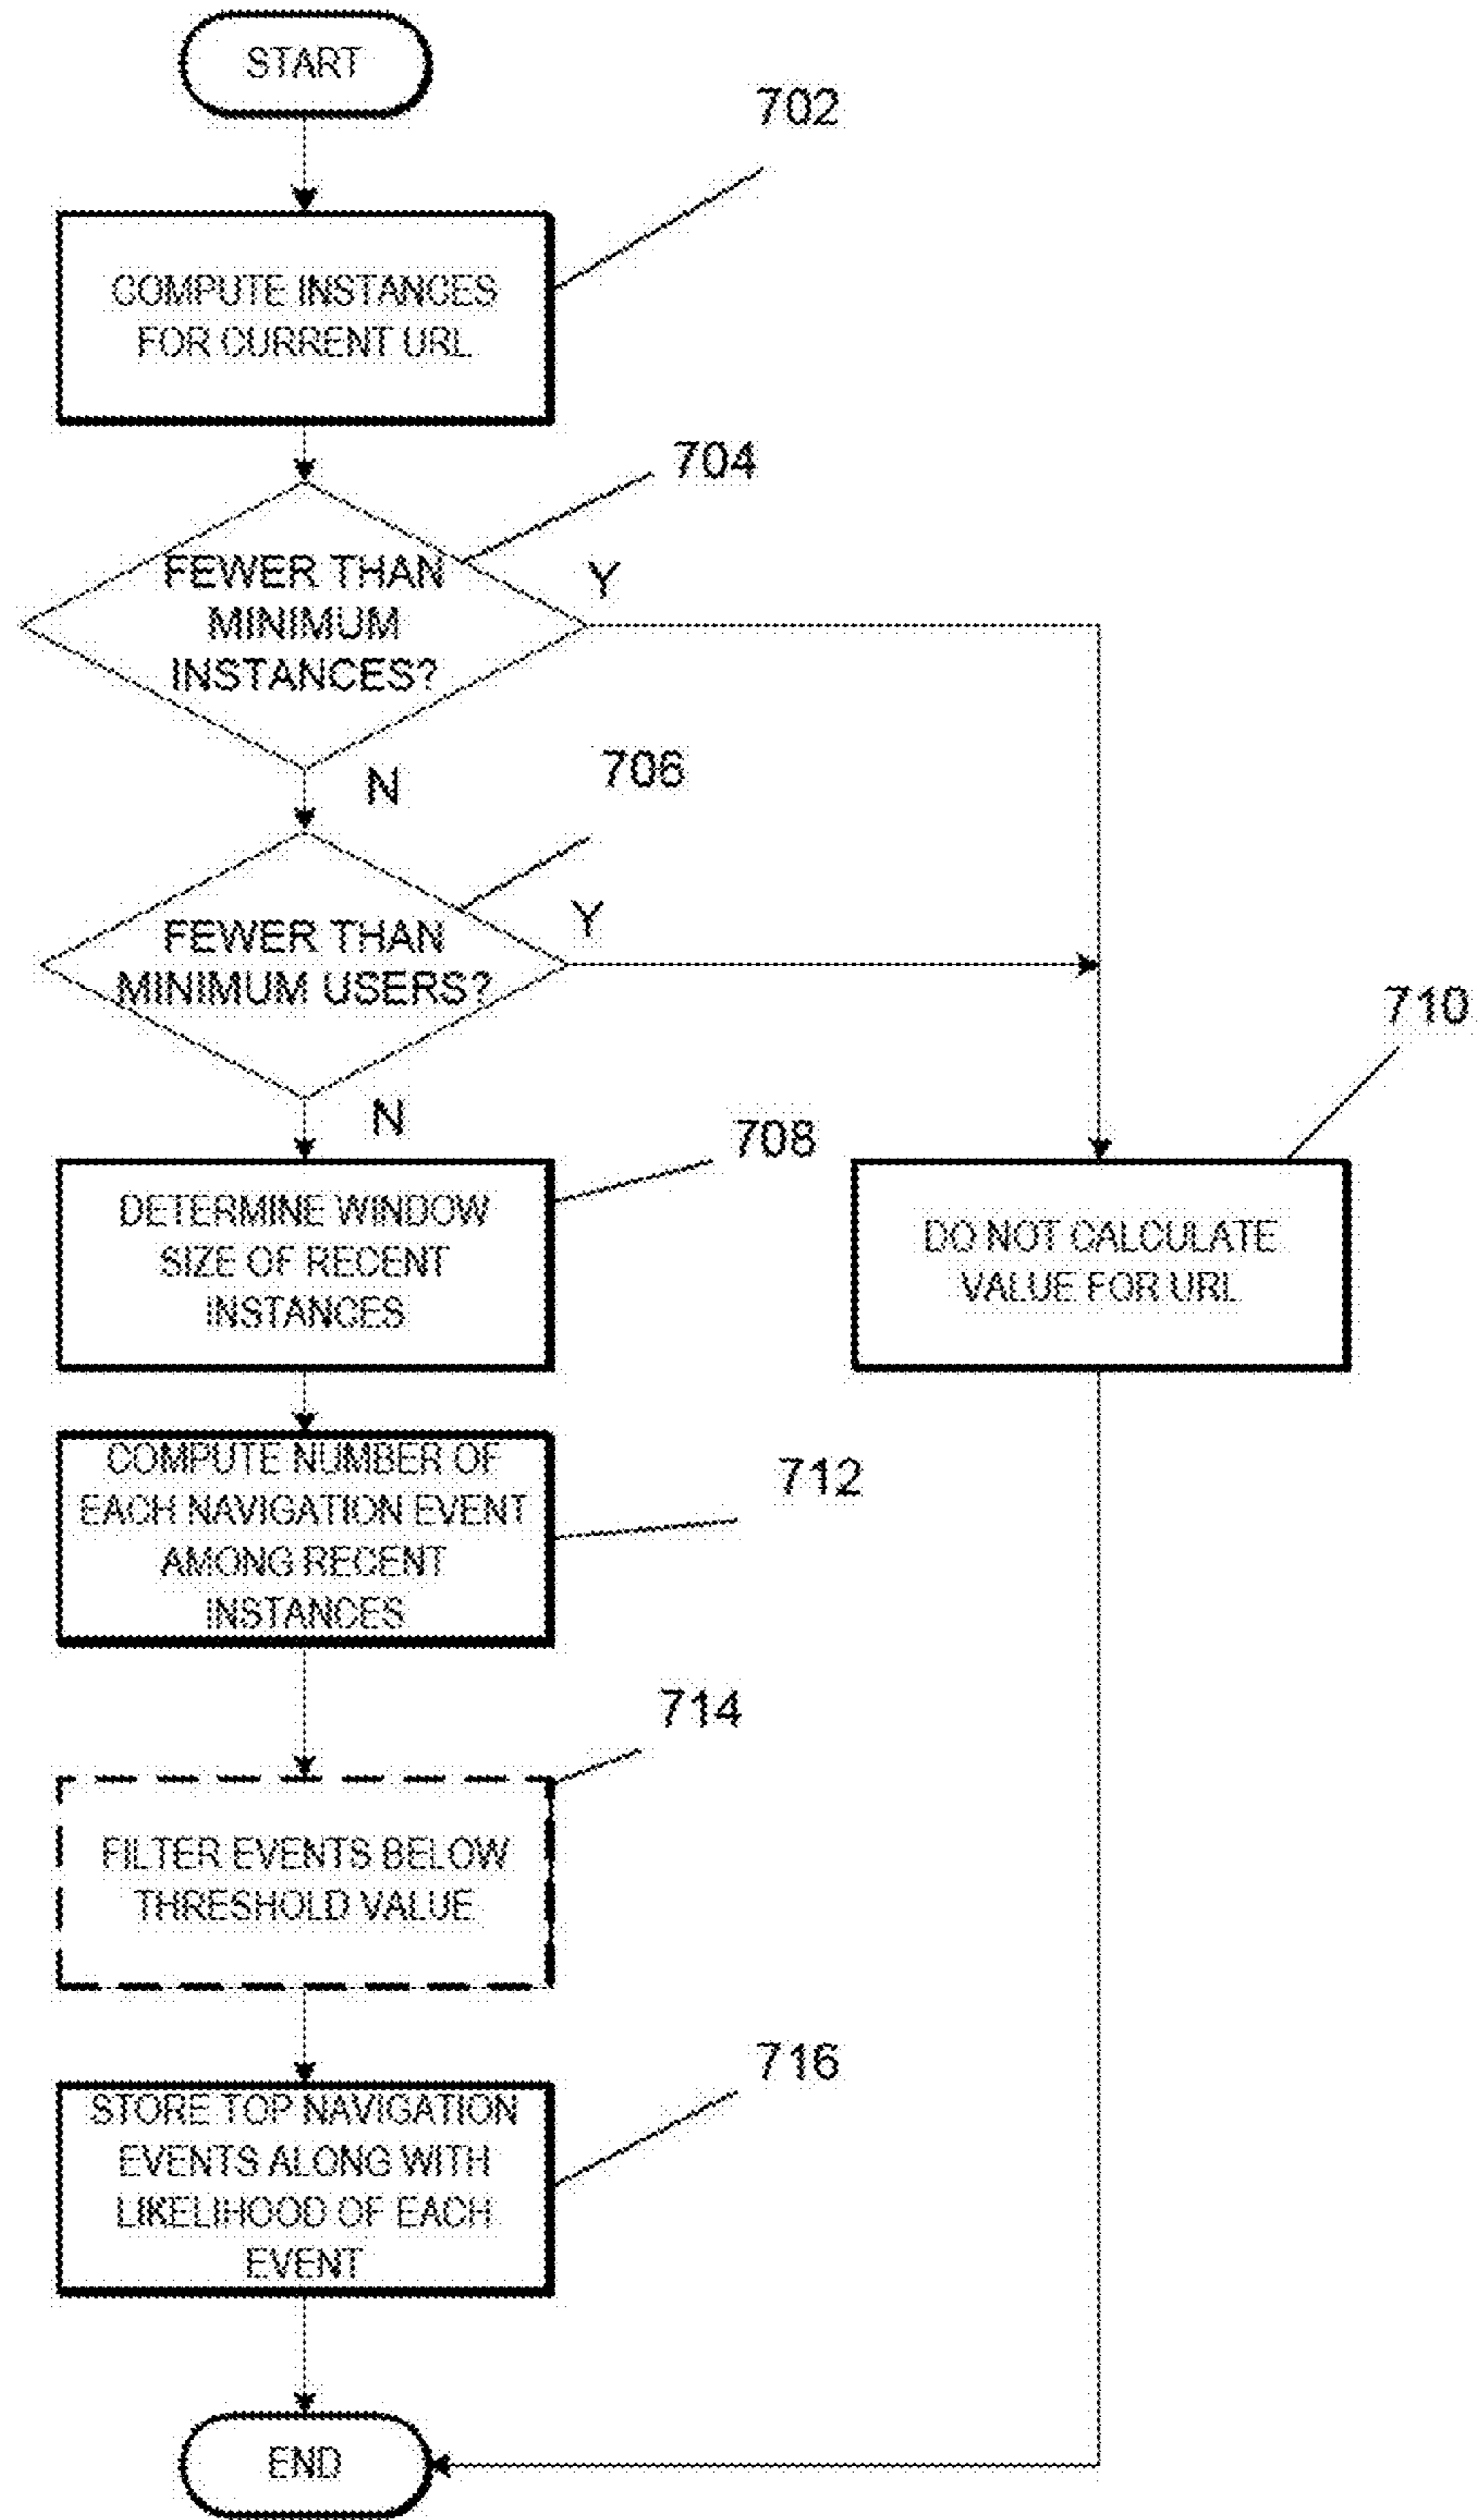 START
702
COMPUTE INSTANCES
FOR CURRENT URL
704
FEWER THAN
MINIMUM
INSTANCES?
Y
N
706
FEWER THAN
MINIMUM USERS?
Y
N
708
710
DETERMINE WINDOW
SIZE OF RECENT
INSTANCES
DO NOT CALCULATE
VALUE FOR URL
712
COMPUTE NUMBER OF
EACH NAVIGATION EVENT
AMONG RECENT
INSTANCES
714
FILTER EVENTS BELOW
THRESHOLD VALUE
716
STORE TOP NAVIGATION
EVENTS ALONG WITH
LIKELIHOOD OF EACH
EVENT
END